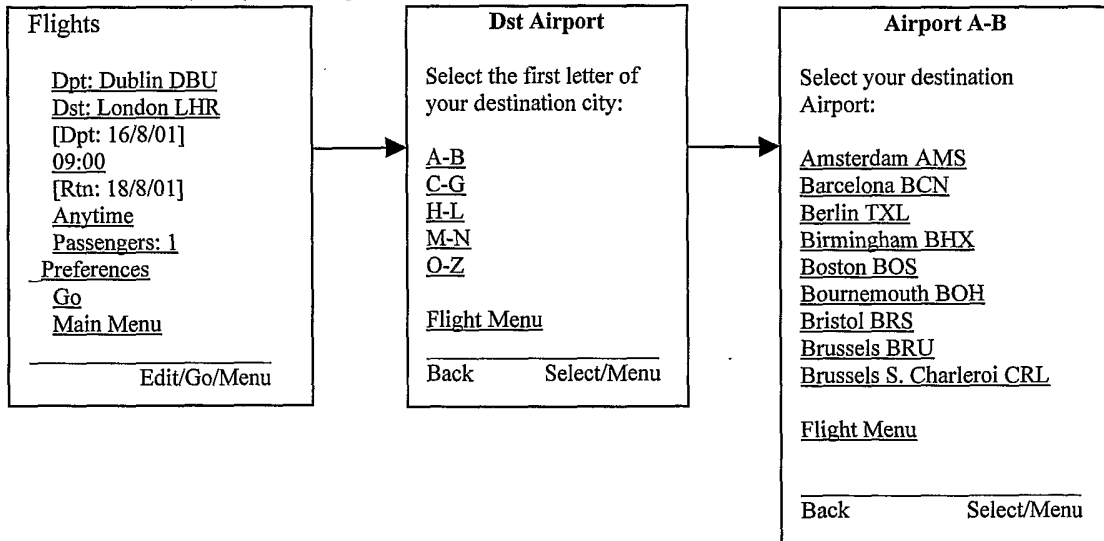 Flights
Dpt: Dublin DBU
Dst: London LHR
[Dpt: 16/8/01]
09:00
[Rtn: 18/8/01]
Anytime
Passengers: 1
Preferences
Go
Main Menu
Edit/Go/Menu
Dst Airport
Select the first letter of
your destination city:
A-B
C-G
H-L
M-N
O-Z
Flight Menu
Back Select/Menu
Airport A-B
Select your destination
Airport:
Amsterdam AMS
Barcelona BCN
Berlin TXL
Birmingham BHX
Boston BOS
Bournemouth BOH
Bristol BRS
Brussels BRU
Brussels S. Charleroi CRL
Flight Menu
Back Select/Menu